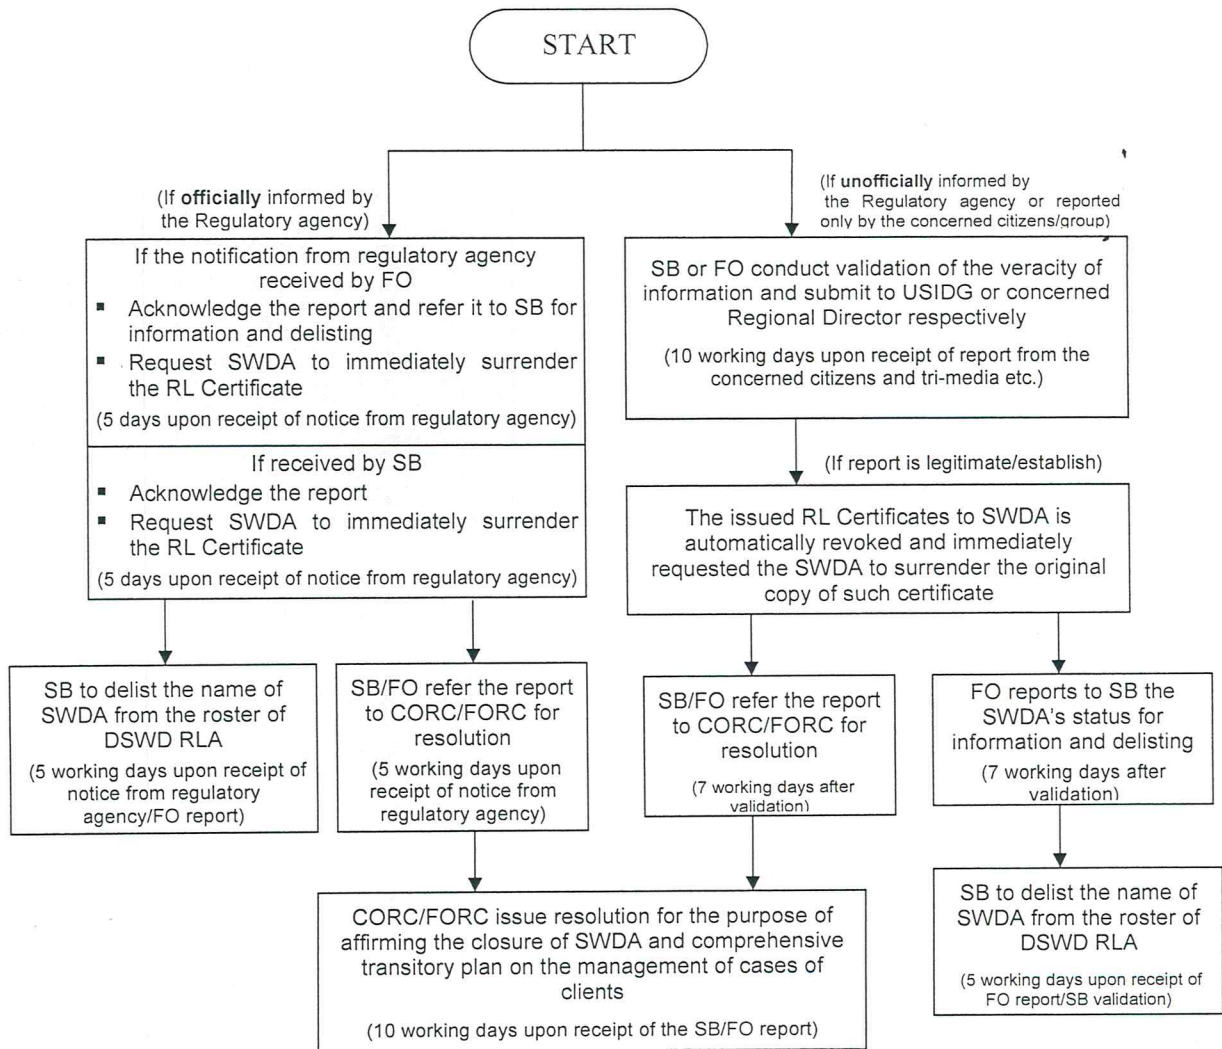 START
(If officially informed by
the Regulatory agency)
(If unofficially informed by
the Regulatory agency or reported
only by the concerned citizens/group)
If the notification from regulatory agency
received by FO
▪ Acknowledge the report and refer it to SB for
information and delisting
▪ Request SWDA to immediately surrender
the RL Certificate
(5 days upon receipt of notice from regulatory agency)
If received by SB
▪ Acknowledge the report
▪ Request SWDA to immediately surrender
the RL Certificate
(5 days upon receipt of notice from regulatory agency)
SB or FO conduct validation of the veracity of
information and submit to USIDG or concerned
Regional Director respectively
(10 working days upon receipt of report from the
concerned citizens and tri-media etc.)
(If report is legitimate/establish)
The issued RL Certificates to SWDA is
automatically revoked and immediately
requested the SWDA to surrender the original
copy of such certificate
SB to delist the name of
SWDA from the roster of
DSWD RLA
(5 working days upon receipt of
notice from regulatory
agency/FO report)
SB/FO refer the report
to CORC/FORC for
resolution
(5 working days upon
receipt of notice from
regulatory agency)
SB/FO refer the report
to CORC/FORC for
resolution
(7 working days after
validation)
FO reports to SB the
SWDA's status for
information and delisting
(7 working days after
validation)
CORC/FORC issue resolution for the purpose of
affirming the closure of SWDA and comprehensive
transitory plan on the management of cases of
clients
(10 working days upon receipt of the SB/FO report)
SB to delist the name of
SWDA from the roster of
DSWD RLA
(5 working days upon receipt of
FO report/SB validation)